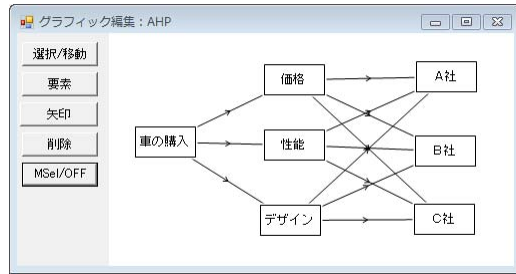 グラフィック編集：AHP
選択/移動
要素
矢印
削除
MSel/OFF
車の購入
価格
性能
デザイン
A社
B社
C社